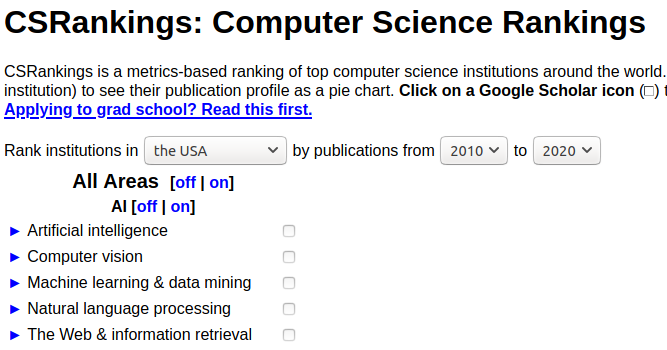 CSRankings: Computer Science Rankings
CSRankings is a metrics-based ranking of top computer science institutions around the world.
institution) to see their publication profile as a pie chart. Click on a Google Scholar icon (□) t
Applying to grad school? Read this first.
Rank institutions in the USA by publications from 2010 to 2020
All Areas [off | on]
AI [off | on]
► Artificial intelligence
► Computer vision
► Machine learning & data mining
► Natural language processing
► The Web & information retrieval